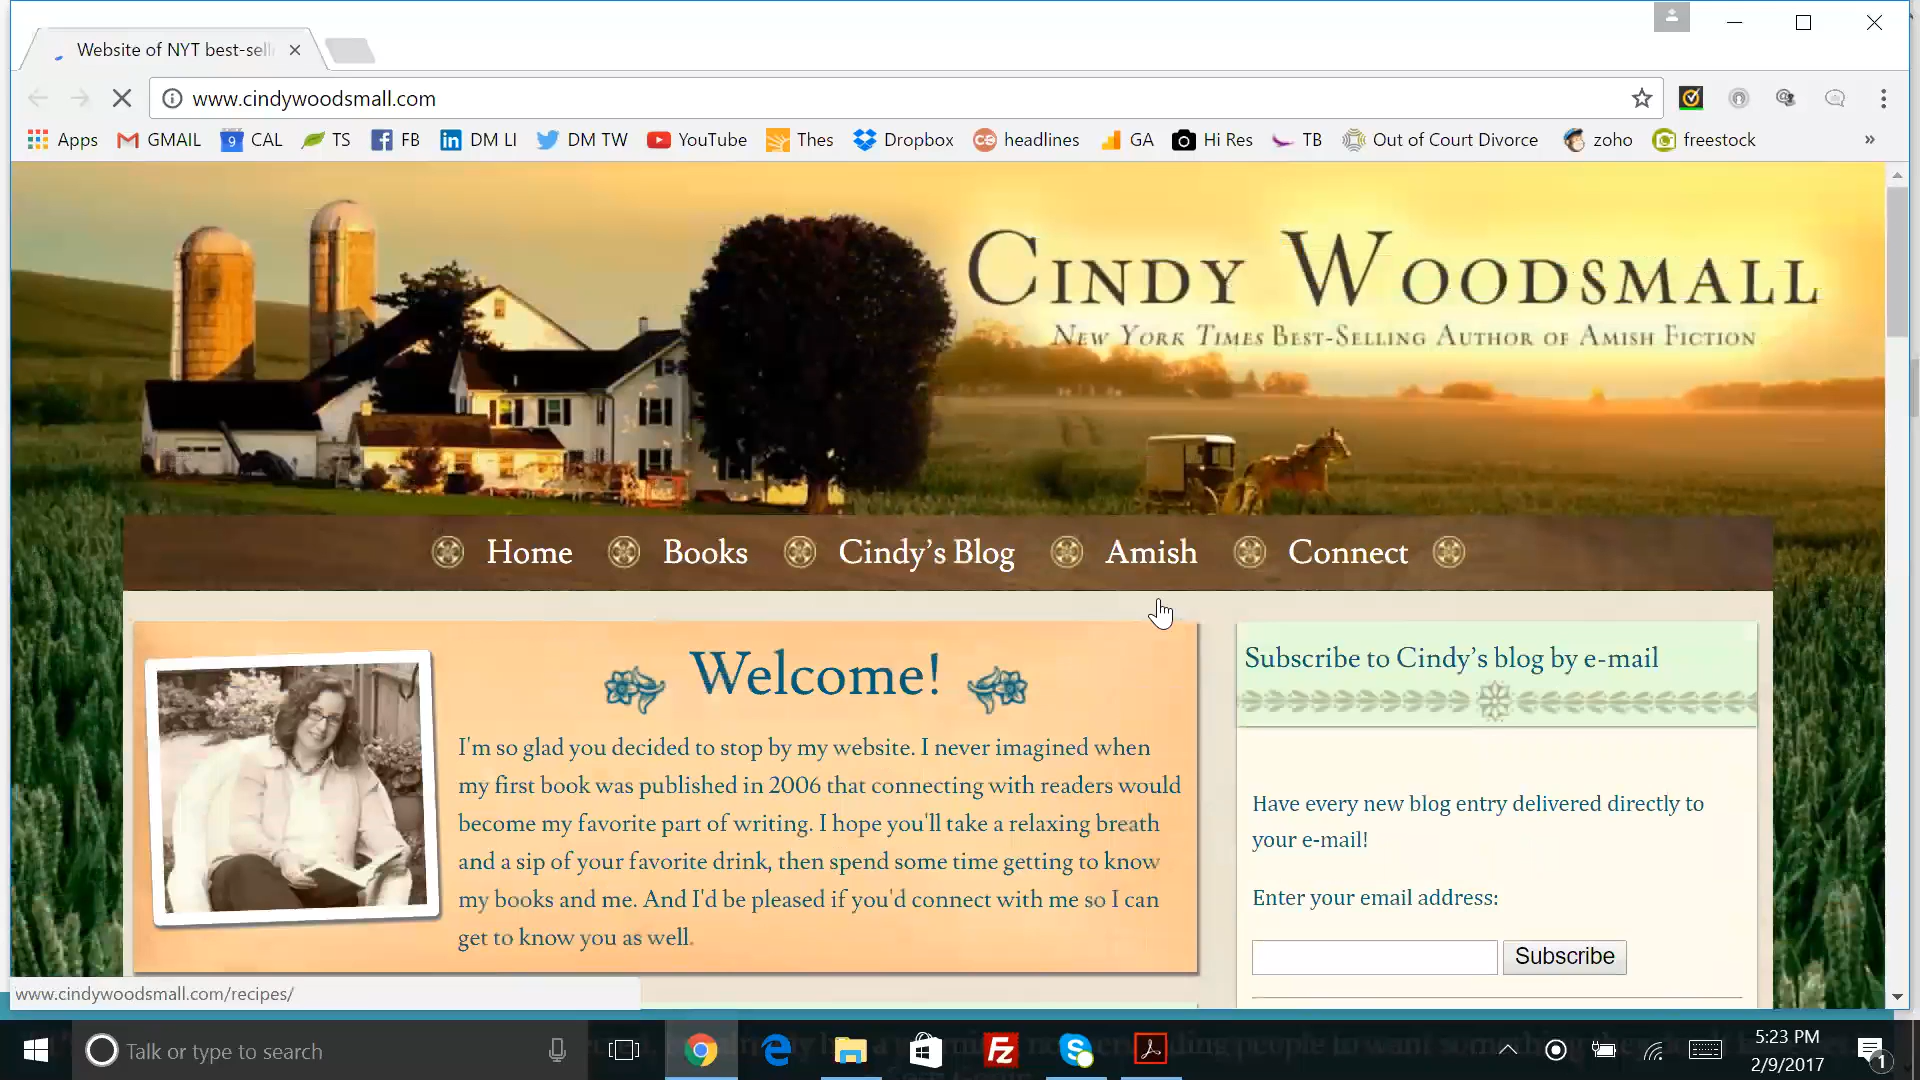 Website of NYT best-sell
www.cindywoodsmall.com
Apps GMAIL 9 CAL TS FB DM LI DM TW YouTube Thes Dropbox headlines GA Hi Res TB Out of Court Divorce zoho freestock »
CINDY WOODSMALL
NEW YORK TIMES BEST-SELLING AUTHOR OF AMISH FICTION
Home Books Cindy's Blog Amish Connect
Welcome!
I'm so glad you decided to stop by my website. I never imagined when
my first book was published in 2006 that connecting with readers would
become my favorite part of writing. I hope you'll take a relaxing breath
and a sip of your favorite drink, then spend some time getting to know
my books and me. And I'd be pleased if you'd connect with me so I can
get to know you as well.
Subscribe to Cindy's blog by e-mail
Have every new blog entry delivered directly to
your e-mail!
Enter your email address:
Subscribe
www.cindywoodsmall.com/recipes/
Talk or type to search
5:23 PM
2/9/2017
1